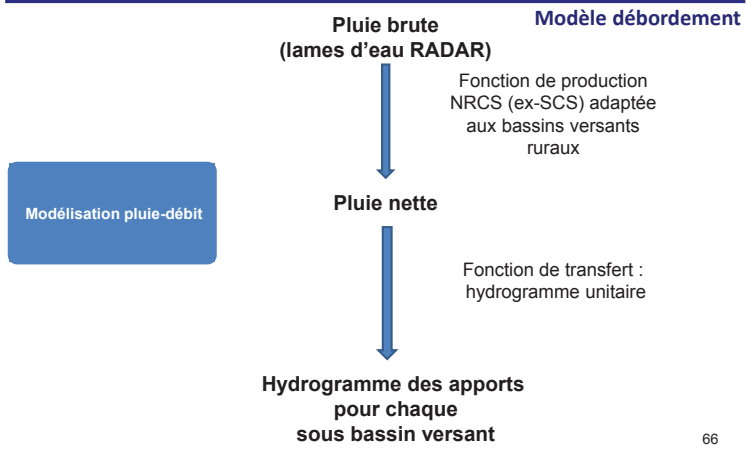 Modèle débordement
Pluie brute
(lames d'eau RADAR)
Fonction de production
NRCS (ex-SCS) adaptée
aux bassins versants
ruraux
Modélisation pluie-débit
Pluie nette
Fonction de transfert :
hydrogramme unitaire
Hydrogramme des apports
pour chaque
sous bassin versant
66